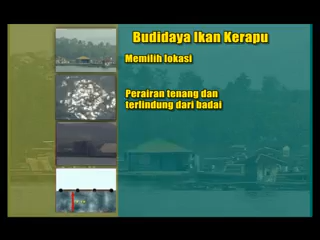 Budidaya Ikan Kerapu
Memilih lokasi
Perairan tenang dan
terlindung dari badai